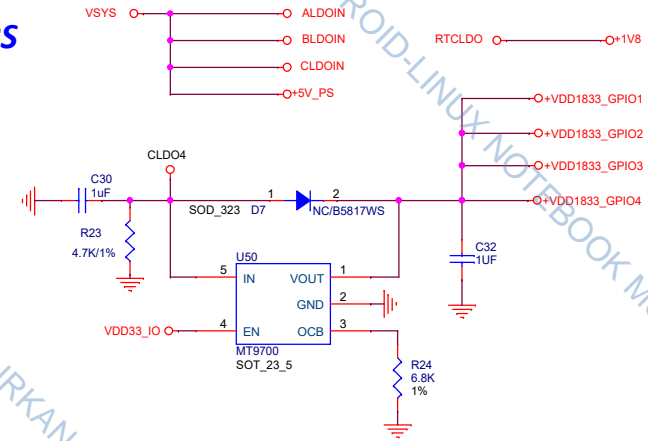 VSYS
ALDOIN
BLDOIN
CLDOIN
+5V_PS
RTCLDO
+1V8
+VDD1833_GPIO1
+VDD1833_GPIO2
+VDD1833_GPIO3
+VDD1833_GPIO4
CLDO4
C30
1uF
SOD_323
D7
1
2
NC/B5817WS
R23
4.7K/1%
C32
1UF
U50
5
IN
VOUT
1
GND
2
VDD33_IO
4
EN
OCB
3
MT9700
SOT_23_5
R24
6.8K
1%
ROID-LINUX NOTEBOOK M